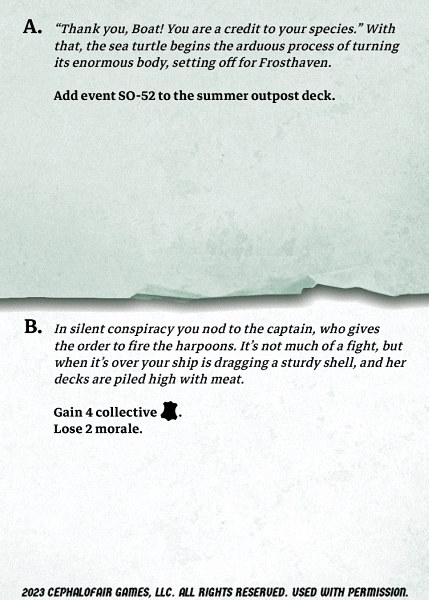 A. “Thank you, Boat! You are a credit to your species.” With
that, the sea turtle begins the arduous process of turning
its enormous body, setting off for Frosthaven.
Add event SO-52 to the summer outpost deck.
B. In silent conspiracy you nod to the captain, who gives
the order to fire the harpoons. It’s not much of a fight, but
when it’s over your ship is dragging a sturdy shell, and her
decks are piled high with meat.
Gain 4 collective .
Lose 2 morale.
2023 CEPHALOFAIR GAMES, LLC. ALL RIGHTS RESERVED. USED WITH PERMISSION.